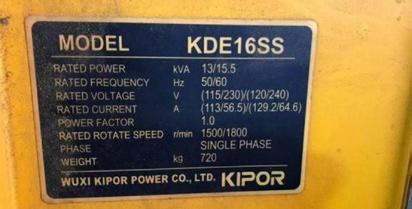 MODEL KDE16SS
RATED POWER kVA 13/15.5
RATED FREQUENCY Hz 50/60
RATED VOLTAGE V (115/230)/(120/240)
RATED CURRENT A (113/56.5)/(129.2/64.6)
POWER FACTOR 1.0
RATED ROTATE SPEED r/min 1500/1800
PHASE SINGLE PHASE
WEIGHT kg 720
WUXI KIPOR POWER CO., LTD. KIPOR